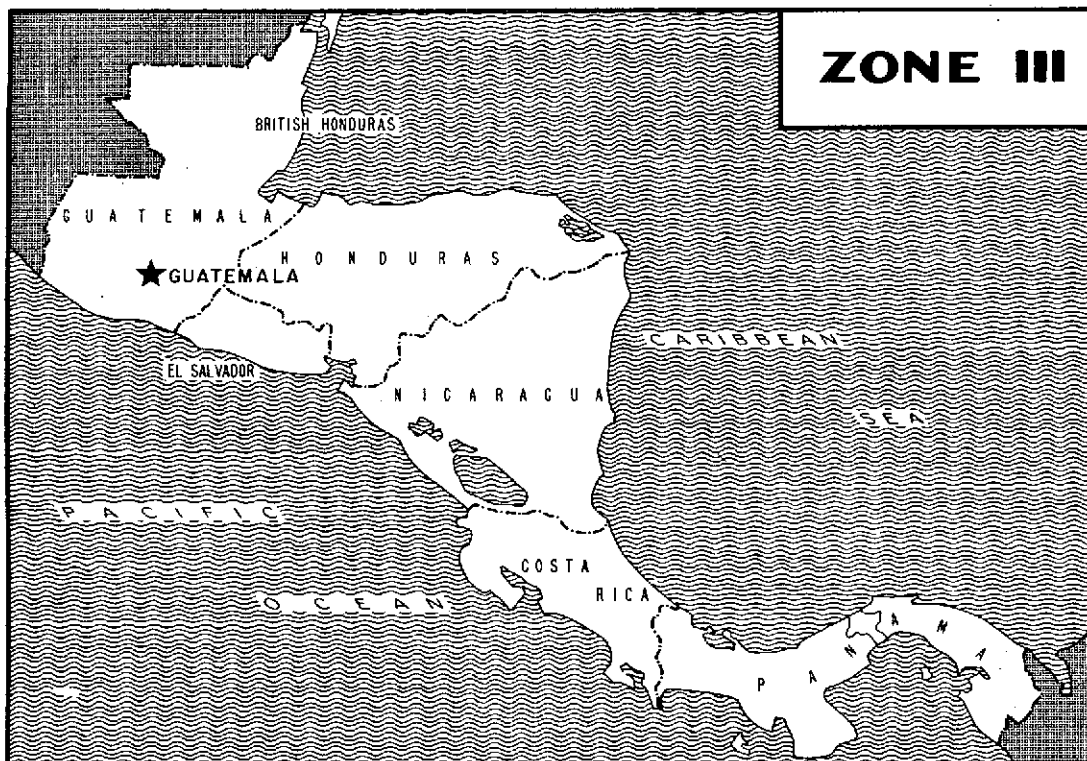 ZONE III
BRITISH HONDURAS
GUATEMALA
HONDURAS
GUATEMALA
CARIBBEAN
EL SALVADOR
NICARAGUA
SEA
PACIFIC
COSTA
RICA
OCEAN
PANAMA